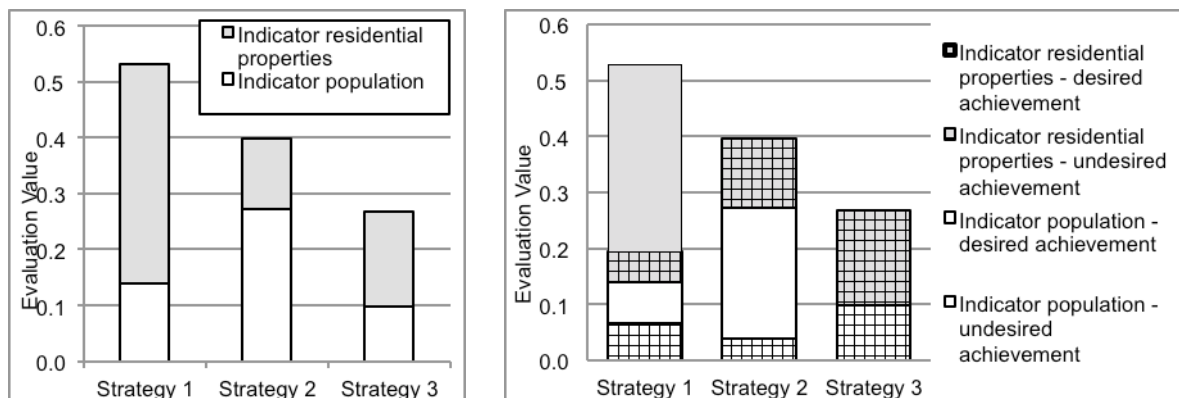 0.6
0.5
0.4
0.3
0.2
0.1
0.0
Evaluation Value
Indicator residential
properties
Indicator population
Strategy 1 Strategy 2 Strategy 3
0.6
0.5
0.4
0.3
0.2
0.1
0.0
Evaluation Value
Strategy 1 Strategy 2 Strategy 3
Indicator residential
properties - desired
achievement
Indicator residential
properties - undesired
achievement
Indicator population -
desired achievement
Indicator population -
undesired
achievement